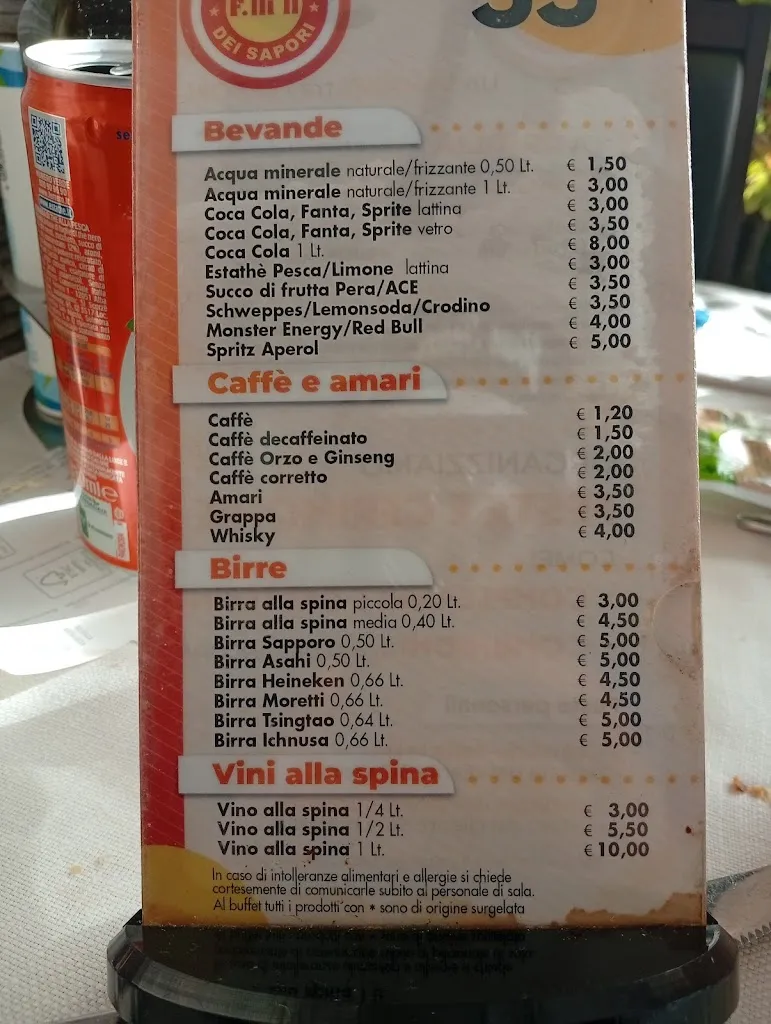 F.lli
DEI SAPORI
Bevande
Acqua minerale naturale/frizzante 0,50 Lt. € 1,50
Acqua minerale naturale/frizzante 1 Lt. € 3,00
Coca Cola, Fanta, Sprite lattina € 3,00
Coca Cola, Fanta, Sprite vetro € 3,50
Coca Cola 1 Lt. € 8,00
Estathè Pesca/Limone lattina € 3,00
Succo di frutta Pera/ACE € 3,50
Schweppes/Lemonsoda/Crodino € 3,50
Monster Energy/Red Bull € 4,00
Spritz Aperol € 5,00
Caffè e amari
Caffè € 1,20
Caffè decaffeinato € 1,50
Caffè Orzo e Ginseng € 2,00
Caffè corretto € 2,00
Amari € 3,50
Grappa € 3,50
Whisky € 4,00
Birre
Birra alla spina piccola 0,20 Lt. € 3,00
Birra alla spina media 0,40 Lt. € 4,50
Birra Sapporo 0,50 Lt. € 5,00
Birra Asahi 0,50 Lt. € 5,00
Birra Heineken 0,66 Lt. € 4,50
Birra Moretti 0,66 Lt. € 4,50
Birra Tsingtao 0,64 Lt. € 5,00
Birra Ichnusa 0,66 Lt. € 5,00
Vini alla spina
Vino alla spina 1/4 Lt. € 3,00
Vino alla spina 1/2 Lt. € 5,50
Vino alla spina 1 Lt. € 10,00
In caso di intolleranze alimentari e allergie si chiede
cortesemente di comunicarle subito al personale di sala.
Al buffet tutti i prodotti con * sono di origine surgelata